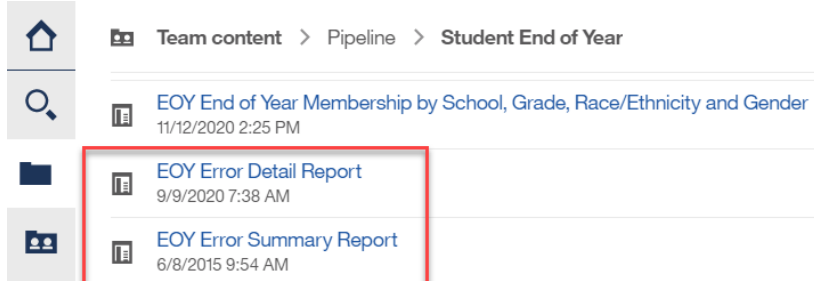 Team content > Pipeline > Student End of Year
EOY End of Year Membership by School, Grade, Race/Ethnicity and Gender
11/12/2020 2:25 PM
EOY Error Detail Report
9/9/2020 7:38 AM
EOY Error Summary Report
6/8/2015 9:54 AM